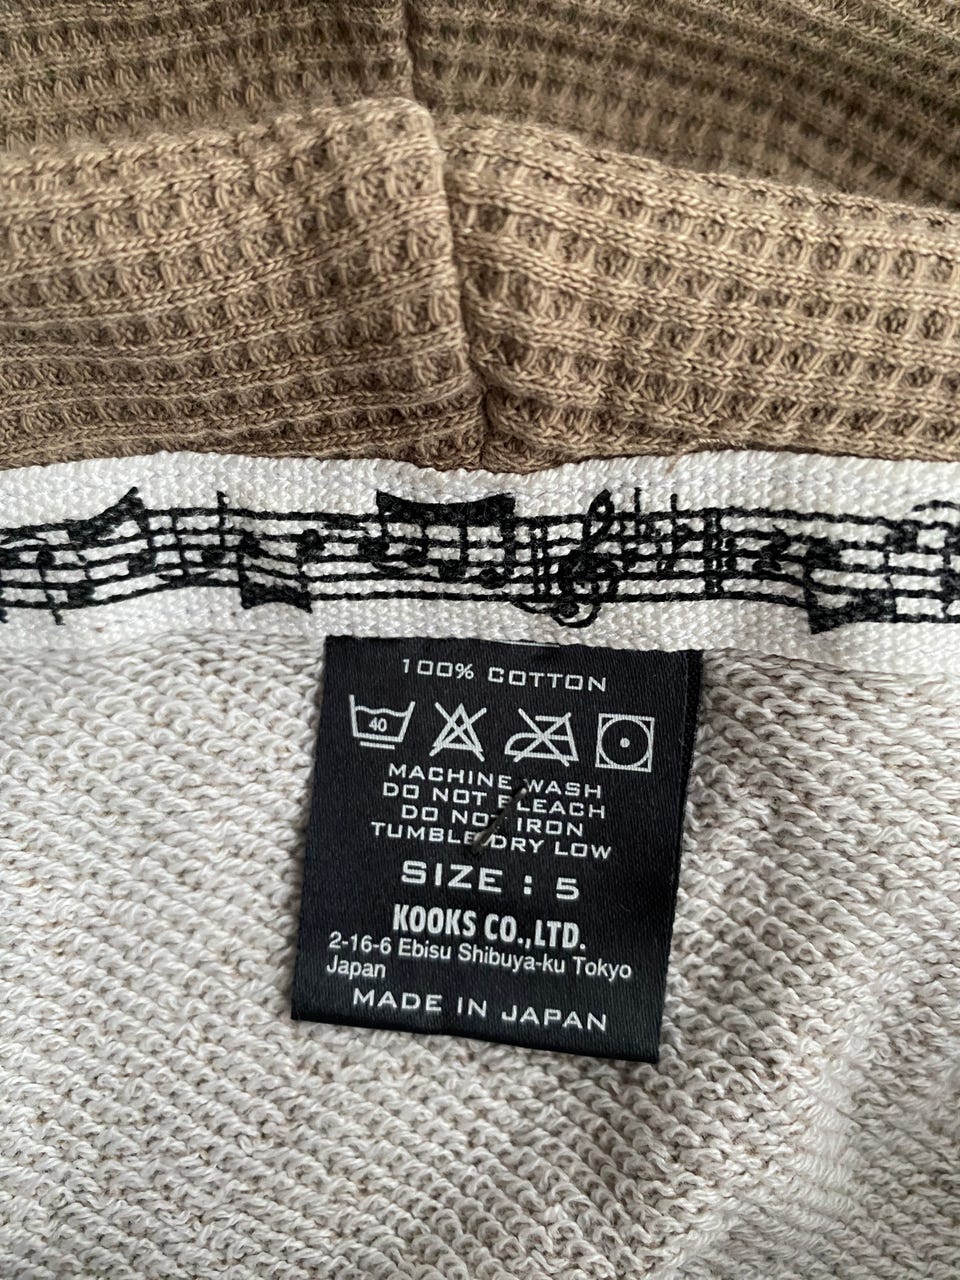 100% COTTON
40
MACHINE WASH
DO NOT BLEACH
DO NOT IRON
TUMBLE DRY LOW
SIZE : 5
KOOKS CO.,LTD.
2-16-6 Ebisu Shibuya-ku Tokyo
Japan
MADE IN JAPAN